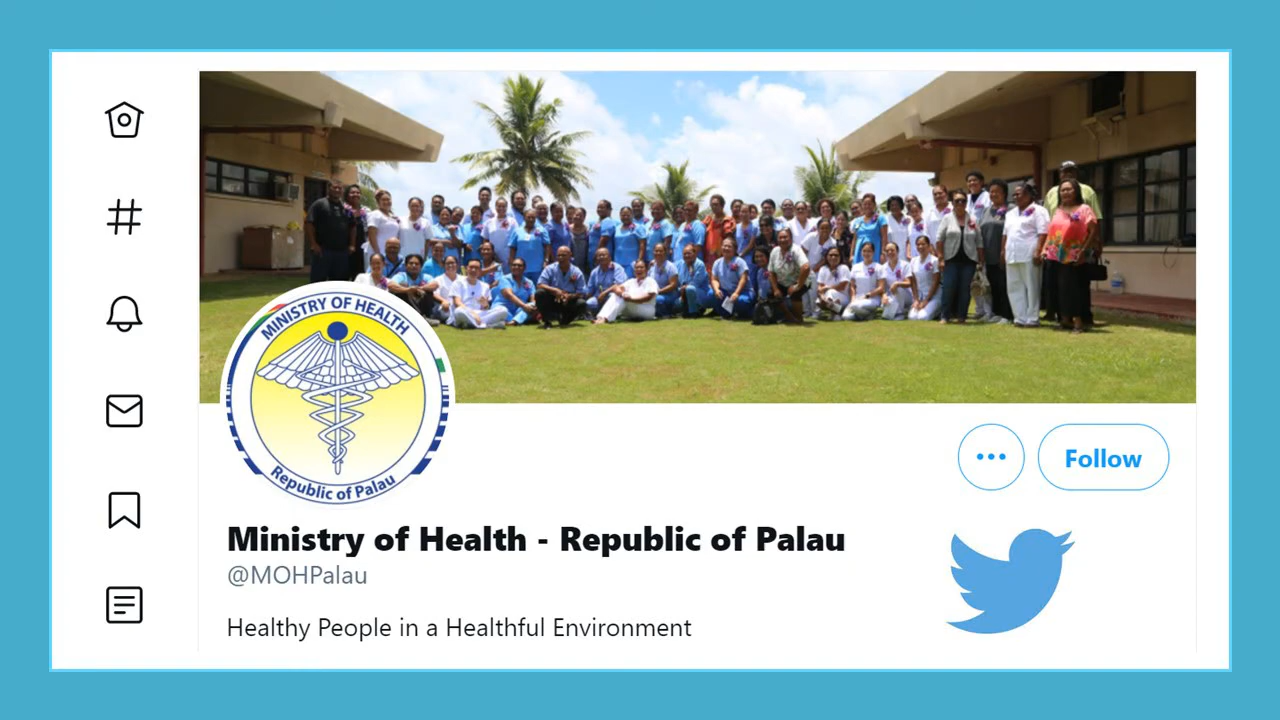 MINISTRY OF HEALTH
Republic of Palau
Follow
Ministry of Health - Republic of Palau
@MOHPalau
Healthy People in a Healthful Environment